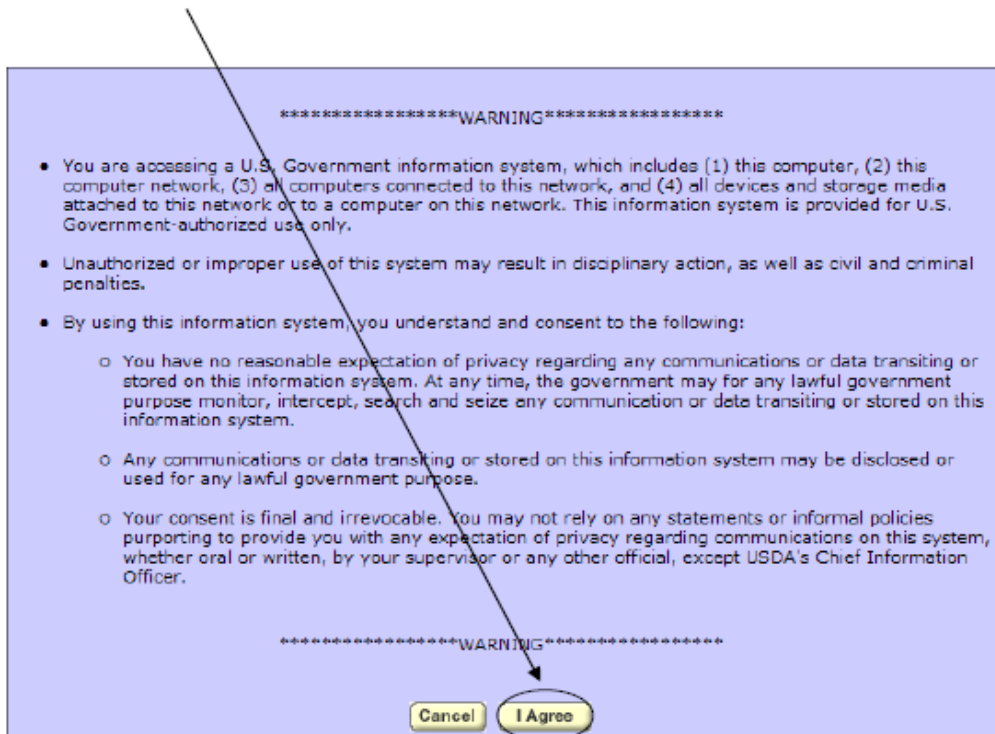 *****************WARNING*****************
• You are accessing a U.S. Government information system, which includes (1) this computer, (2) this
computer network, (3) all computers connected to this network, and (4) all devices and storage media
attached to this network or to a computer on this network. This information system is provided for U.S.
Government-authorized use only.
• Unauthorized or improper use of this system may result in disciplinary action, as well as civil and criminal
penalties.
• By using this information system, you understand and consent to the following:
o You have no reasonable expectation of privacy regarding any communications or data transiting or
stored on this information system. At any time, the government may for any lawful government
purpose monitor, intercept, search and seize any communication or data transiting or stored on this
information system.
o Any communications or data transiting or stored on this information system may be disclosed or
used for any lawful government purpose.
o Your consent is final and irrevocable. You may not rely on any statements or informal policies
purporting to provide you with any expectation of privacy regarding communications on this system,
whether oral or written, by your supervisor or any other official, except USDA's Chief Information
Officer.
*****************WARNING*****************
Cancel I Agree